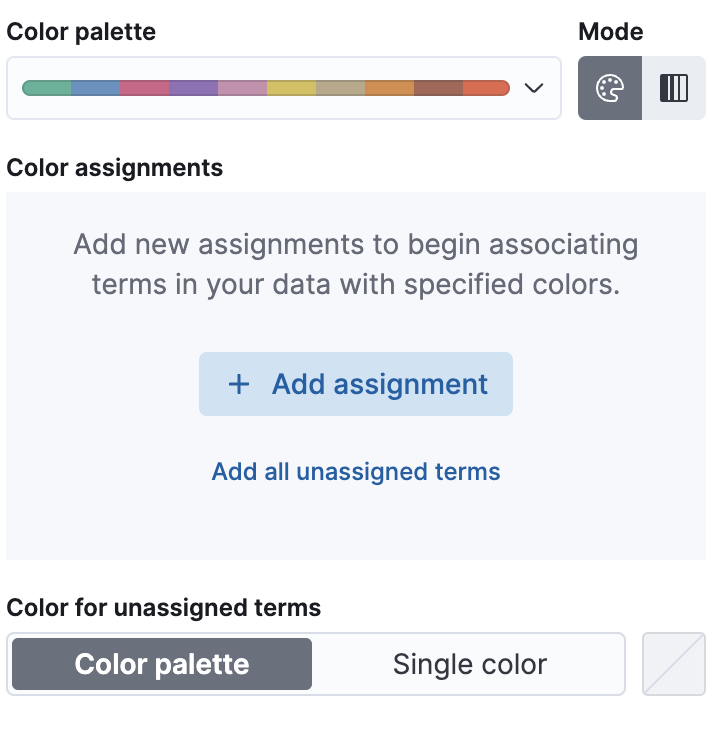 Color palette
Mode
Color assignments
Add new assignments to begin associating
terms in your data with specified colors.
Add assignment
Add all unassigned terms
Color for unassigned terms
Color palette
Single color